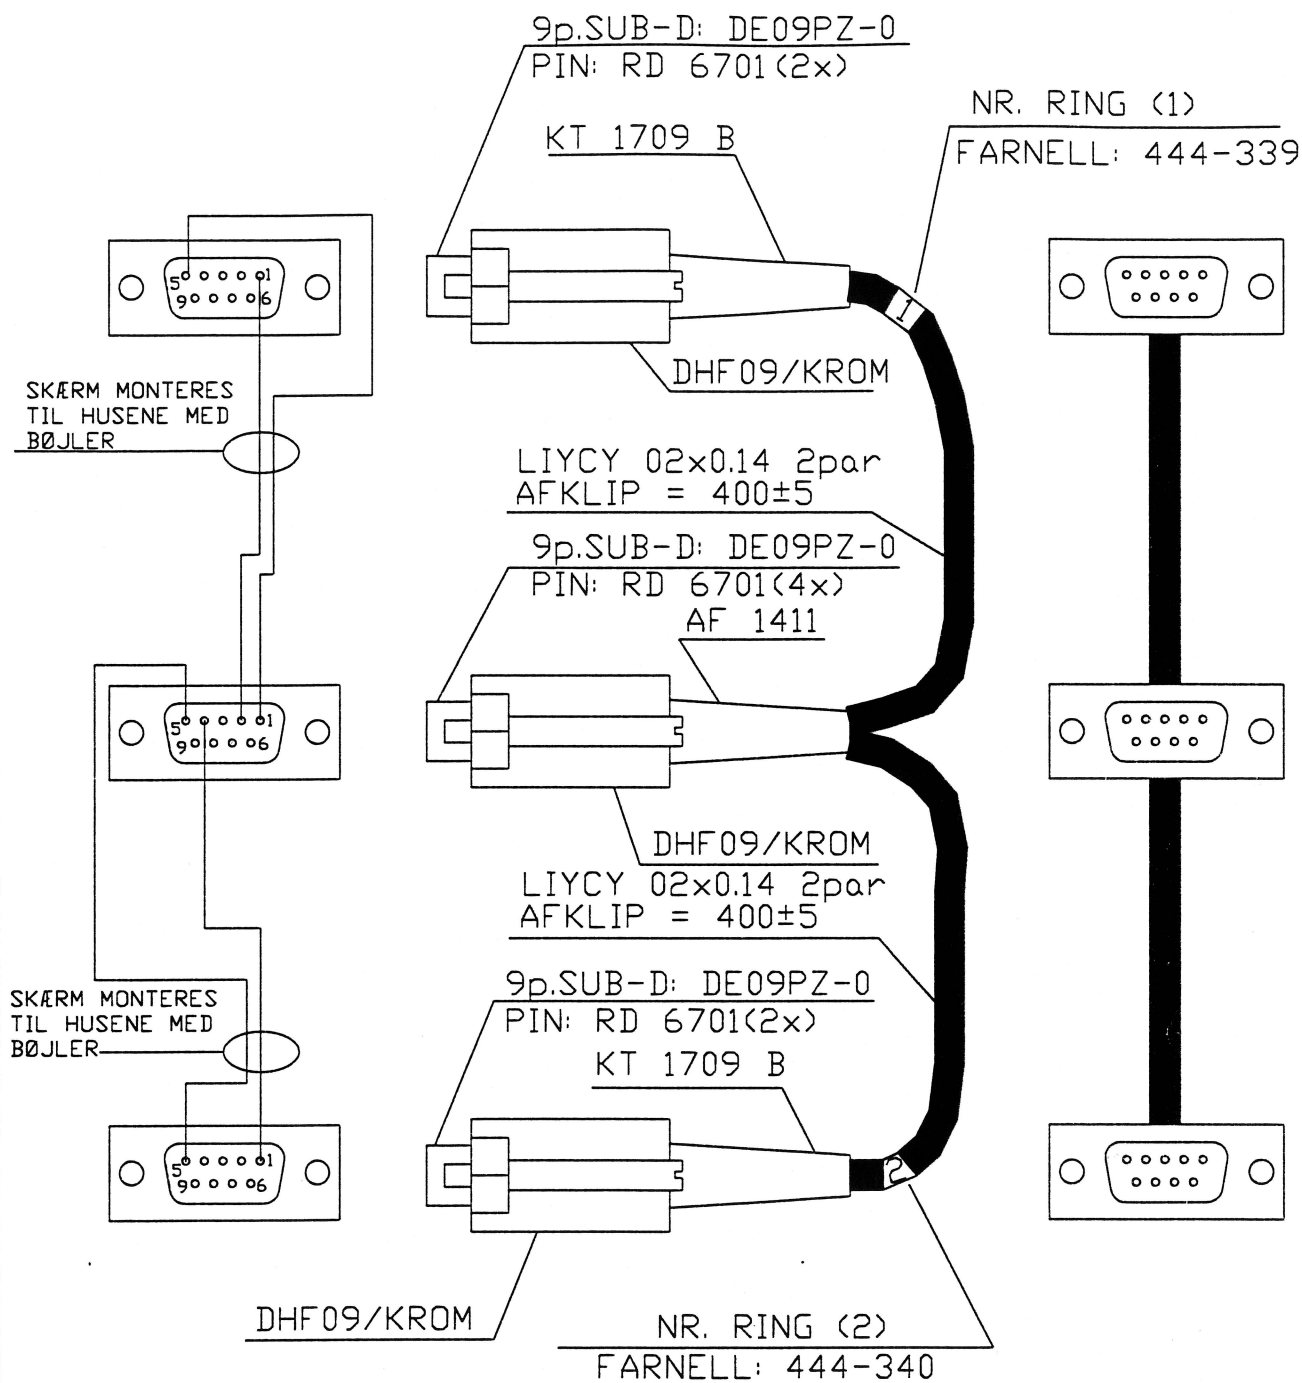 9p.SUB-D: DE09PZ-0
PIN: RD 6701(2x)
NR. RING (1)
FARNELL: 444-339
KT 1709 B
5 1
9 6
1
DHF09/KROM
SKÆRM MONTERES
TIL HUSENE MED
BØJLER
LIYCY 02x0.14 2par
AFKLIP = 400±5
9p.SUB-D: DE09PZ-0
PIN: RD 6701(4x)
AF 1411
5 1
9 6
DHF09/KROM
LIYCY 02x0.14 2par
AFKLIP = 400±5
9p.SUB-D: DE09PZ-0
PIN: RD 6701(2x)
SKÆRM MONTERES
TIL HUSENE MED
BØJLER
KT 1709 B
5 1
9 6
2
DHF09/KROM
NR. RING (2)
FARNELL: 444-340